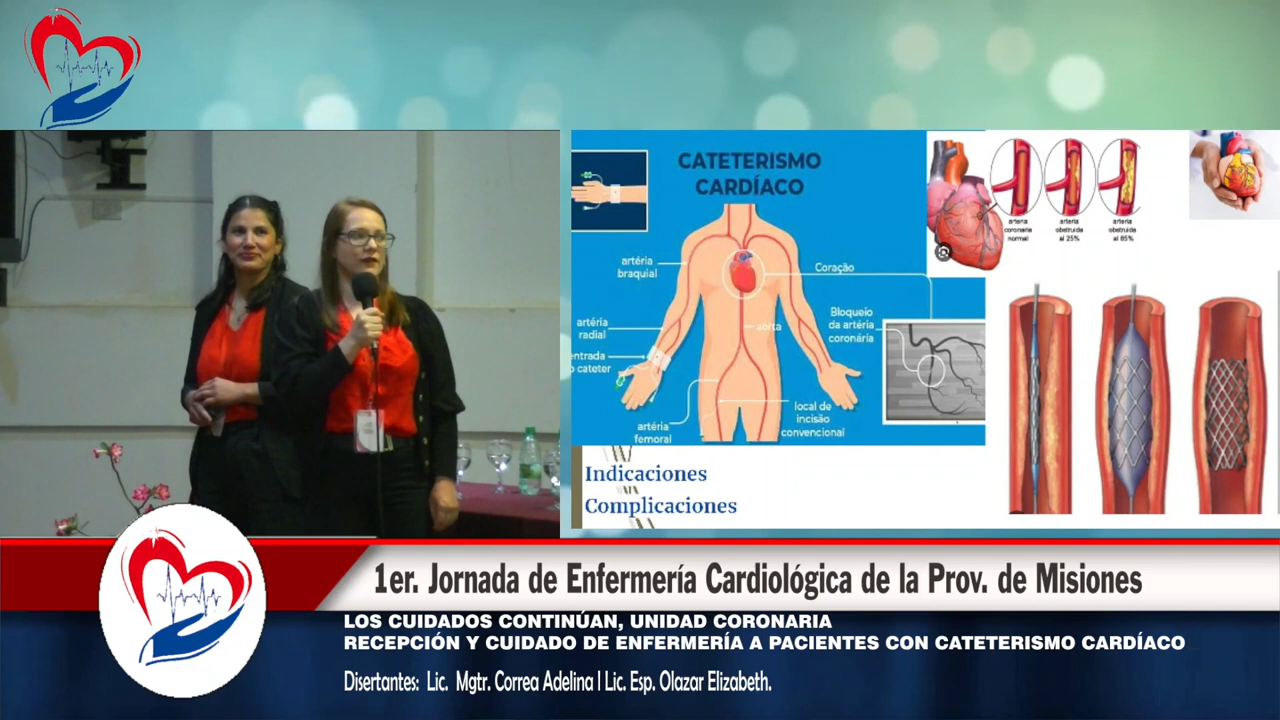 CATETERISMO
CARDÍACO
artéria
braquial
artéria
radial
entrada
cateter
artéria
femoral
Coração
aorta
Bloqueio
da artéria
coronária
local de
incisão
convencional
arteria
coronaria
normal
arteria
obstruida
al 25%
arteria
obstruida
al 85%
Indicaciones
Complicaciones
1er. Jornada de Enfermería Cardiológica de la Prov. de Misiones
LOS CUIDADOS CONTINÚAN, UNIDAD CORONARIA
RECEPCIÓN Y CUIDADO DE ENFERMERÍA A PACIENTES CON CATETERISMO CARDÍACO
Disertantes: Lic. Mgtr. Correa Adelina l Lic. Esp. Olazar Elizabeth.